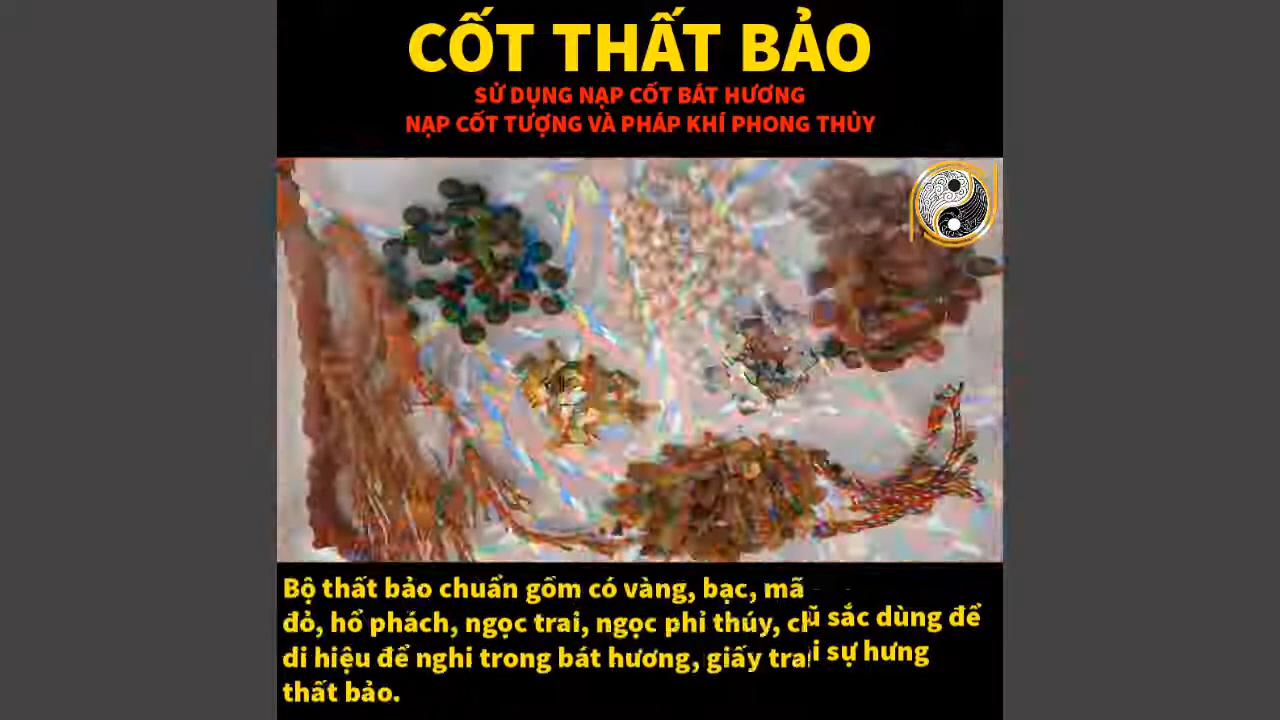 CỐT THẤT BẢO
SỬ DỤNG NẠP CỐT BÁT HƯƠNG
NẠP CỐT TƯỢNG VÀ PHÁP KHÍ PHONG THỦY
Bộ thất bảo chuẩn gồm có vàng, bạc, mã
đỏ, hổ phách, ngọc trai, ngọc phỉ thúy, sắc dùng để
di hiệu để nghi trong bát hương, giấy sự hưng
thất bảo.